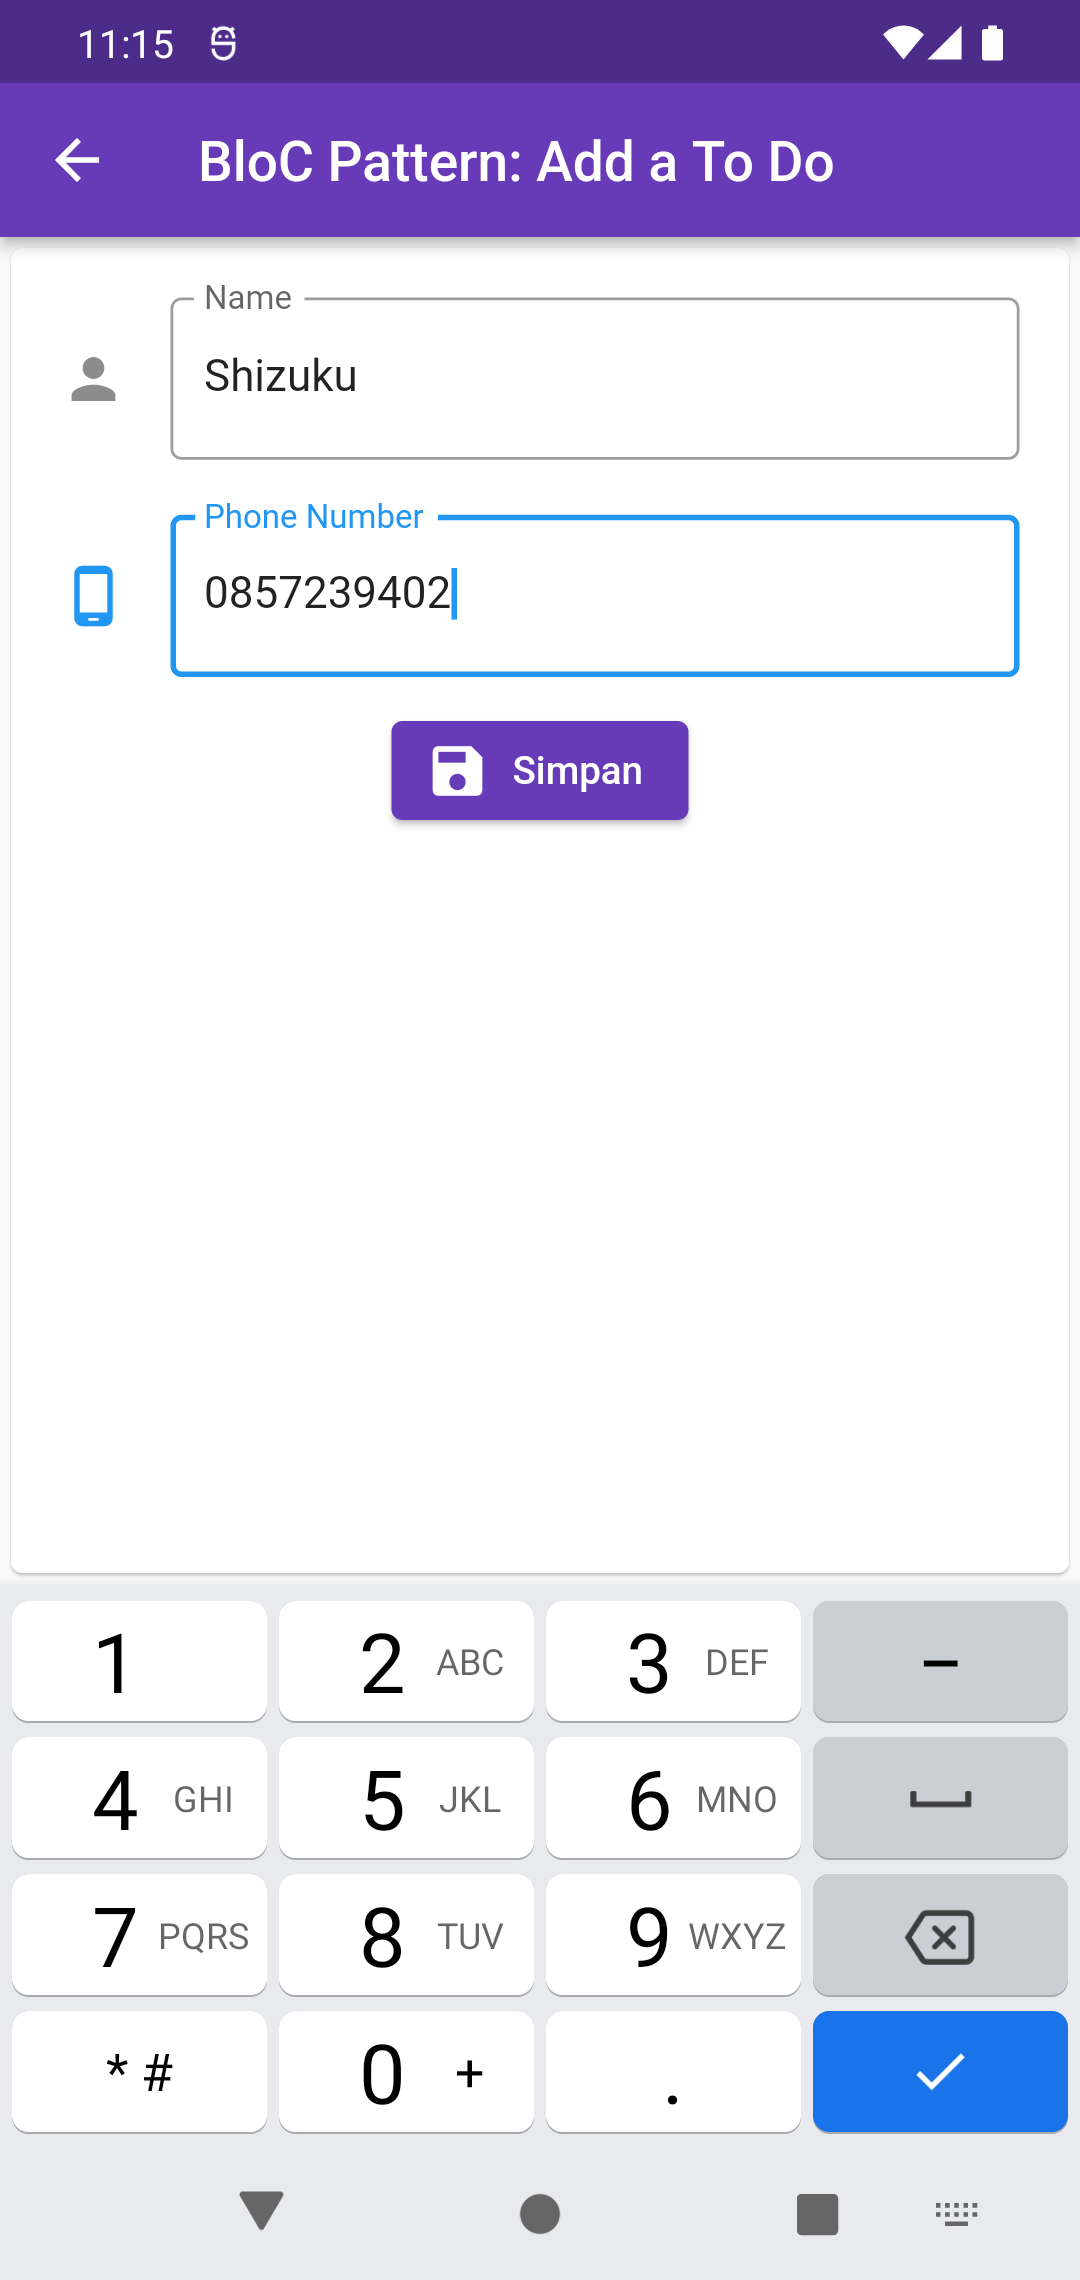 11:15
BloC Pattern: Add a To Do
Name
Shizuku
Phone Number
0857239402
Simpan
1 2 ABC 3 DEF –
4 GHI 5 JKL 6 MNO
7 PQRS 8 TUV 9 WXYZ
* # 0 + .